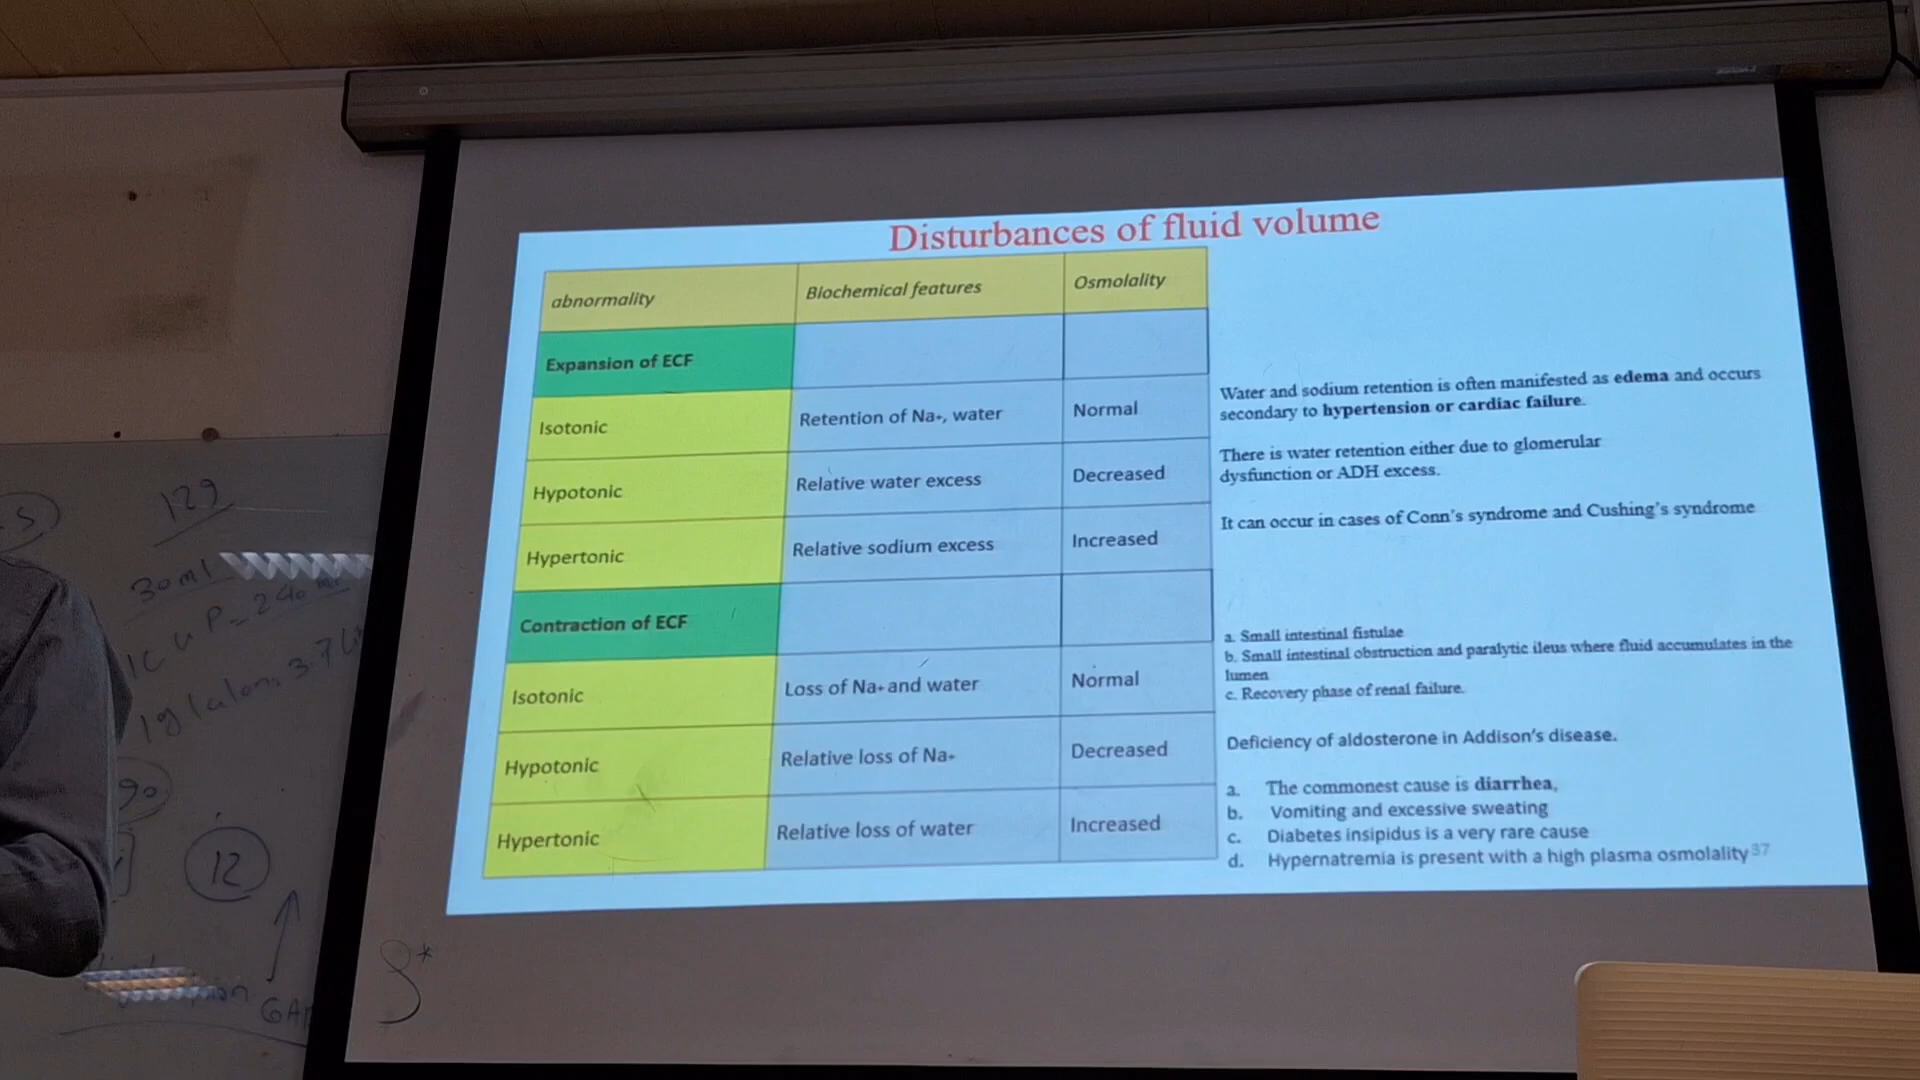 Disturbances of fluid volume
abnormality Biochemical features Osmolality
Expansion of ECF
Isotonic Retention of Na+, water Normal
Water and sodium retention is often manifested as edema and occurs
secondary to hypertension or cardiac failure.
Hypotonic Relative water excess Decreased
There is water retention either due to glomerular
dysfunction or ADH excess.
Hypertonic Relative sodium excess Increased
It can occur in cases of Conn's syndrome and Cushing's syndrome
Contraction of ECF
Isotonic Loss of Na+ and water Normal
a. Small intestinal fistulae
b. Small intestinal obstruction and paralytic ileus where fluid accumulates in the
lumen
c. Recovery phase of renal failure.
Hypotonic Relative loss of Na+ Decreased
Deficiency of aldosterone in Addison's disease.
Hypertonic Relative loss of water Increased
a. The commonest cause is diarrhea,
b. Vomiting and excessive sweating
c. Diabetes insipidus is a very rare cause
d. Hypernatremia is present with a high plasma osmolality
37
129
30ml
P=240
3.7
90
12